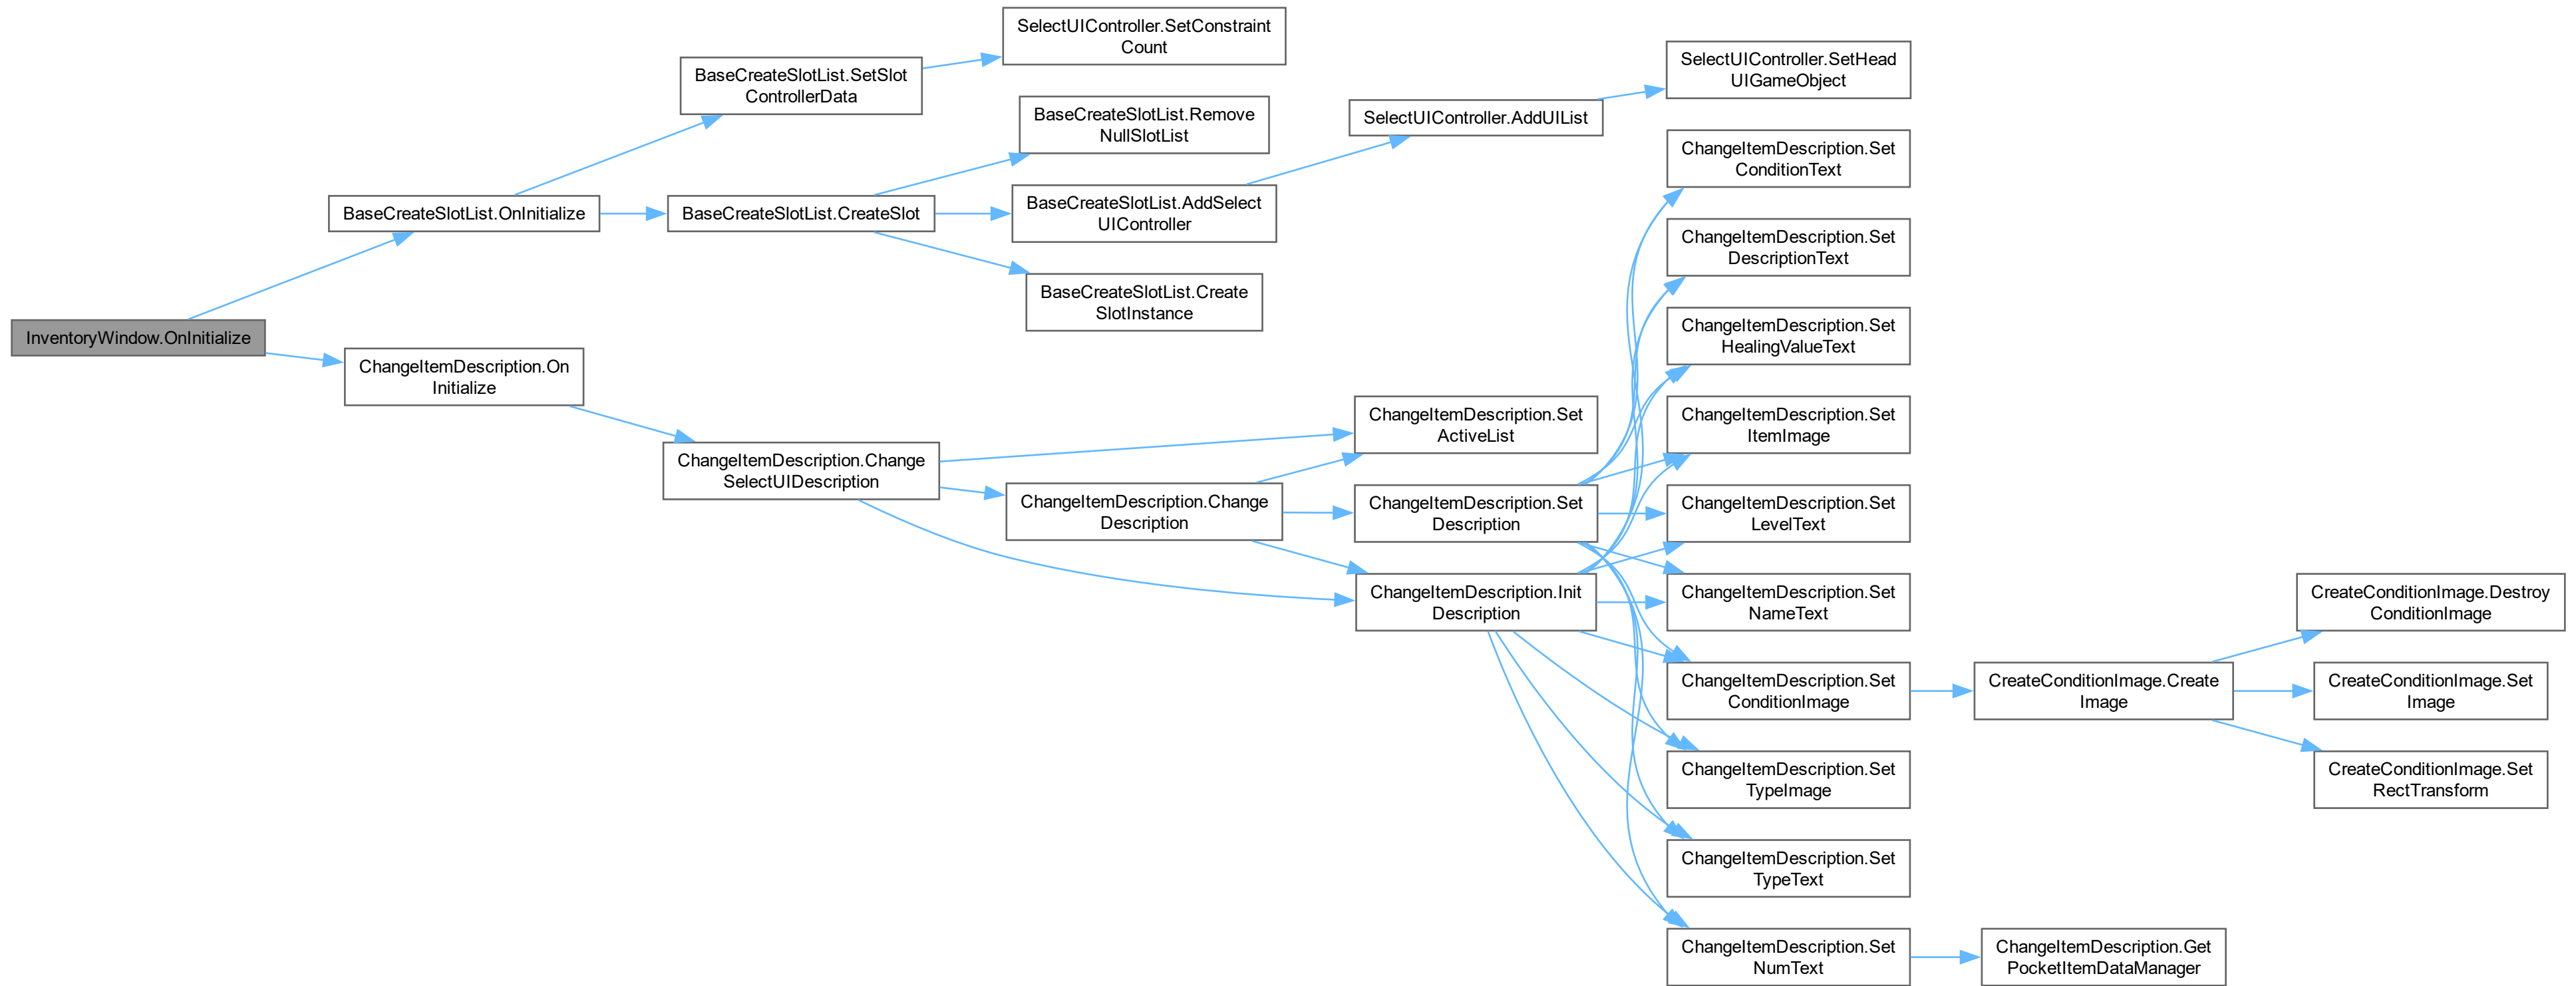 InventoryWindow.OnInitialize
BaseCreateSlotList.OnInitialize
BaseCreateSlotList.SetSlot
ControllerData
SelectUIController.SetConstraint
Count
BaseCreateSlotList.CreateSlot
BaseCreateSlotList.Remove
NullSlotList
BaseCreateSlotList.AddSelect
UIController
BaseCreateSlotList.Create
SlotInstance
SelectUIController.AddUIList
SelectUIController.SetHead
UIGameObject
ChangeItemDescription.On
Initialize
ChangeItemDescription.Change
SelectUIDescription
ChangeItemDescription.Change
Description
ChangeItemDescription.Set
ActiveList
ChangeItemDescription.Set
Description
ChangeItemDescription.Init
Description
ChangeItemDescription.Set
ConditionText
ChangeItemDescription.Set
DescriptionText
ChangeItemDescription.Set
HealingValueText
ChangeItemDescription.Set
ItemImage
ChangeItemDescription.Set
LevelText
ChangeItemDescription.Set
NameText
ChangeItemDescription.Set
ConditionImage
ChangeItemDescription.Set
TypeImage
ChangeItemDescription.Set
TypeText
ChangeItemDescription.Set
NumText
CreateConditionImage.Create
Image
CreateConditionImage.Destroy
ConditionImage
CreateConditionImage.Set
Image
CreateConditionImage.Set
RectTransform
ChangeItemDescription.Get
PocketItemDataManager